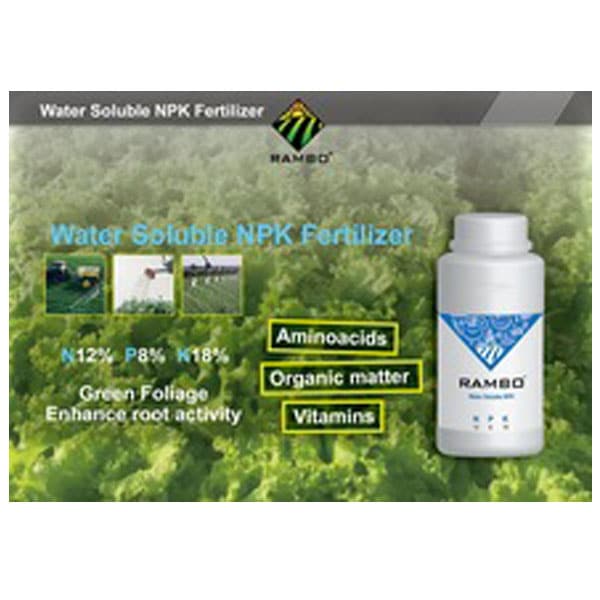 Water Soluble NPK Fertilizer
RAMBO
Water Soluble NPK Fertilizer
N12% P8% K18%
Green Foliage
Enhance root activity
Aminoacids
Organic matter
Vitamins
RAMBO
N P K